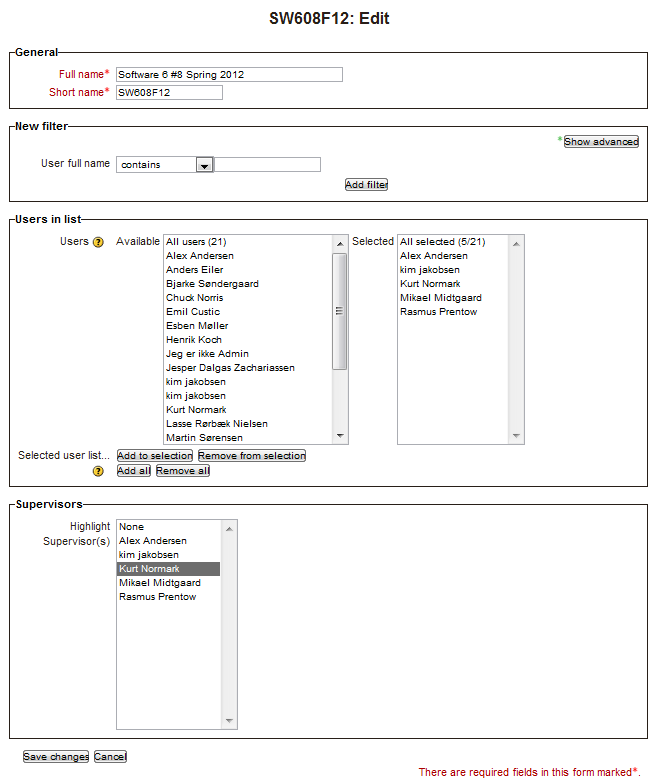 SW608F12: Edit
General
Full name* Software 6 #8 Spring 2012
Short name* SW608F12
New filter
*Show advanced
User full name contains
Add filter
Users in list
Users ? Available All users (21) Selected All selected (5/21)
Alex Andersen Alex Andersen
Anders Eiler kim jakobsen
Bjarke Søndergaard Kurt Normark
Chuck Norris Mikael Midtgaard
Emil Custic Rasmus Prentow
Esben Møller
Henrik Koch
Jeg er ikke Admin
Jesper Dalgas Zachariassen
kim jakobsen
kim jakobsen
Kurt Normark
Lasse Rørbæk Nielsen
Martin Sørensen
Selected user list... Add to selection Remove from selection
? Add all Remove all
Supervisors
Highlight None
Supervisor(s) Alex Andersen
kim jakobsen
Kurt Normark
Mikael Midtgaard
Rasmus Prentow
Save changes Cancel
There are required fields in this form marked*.